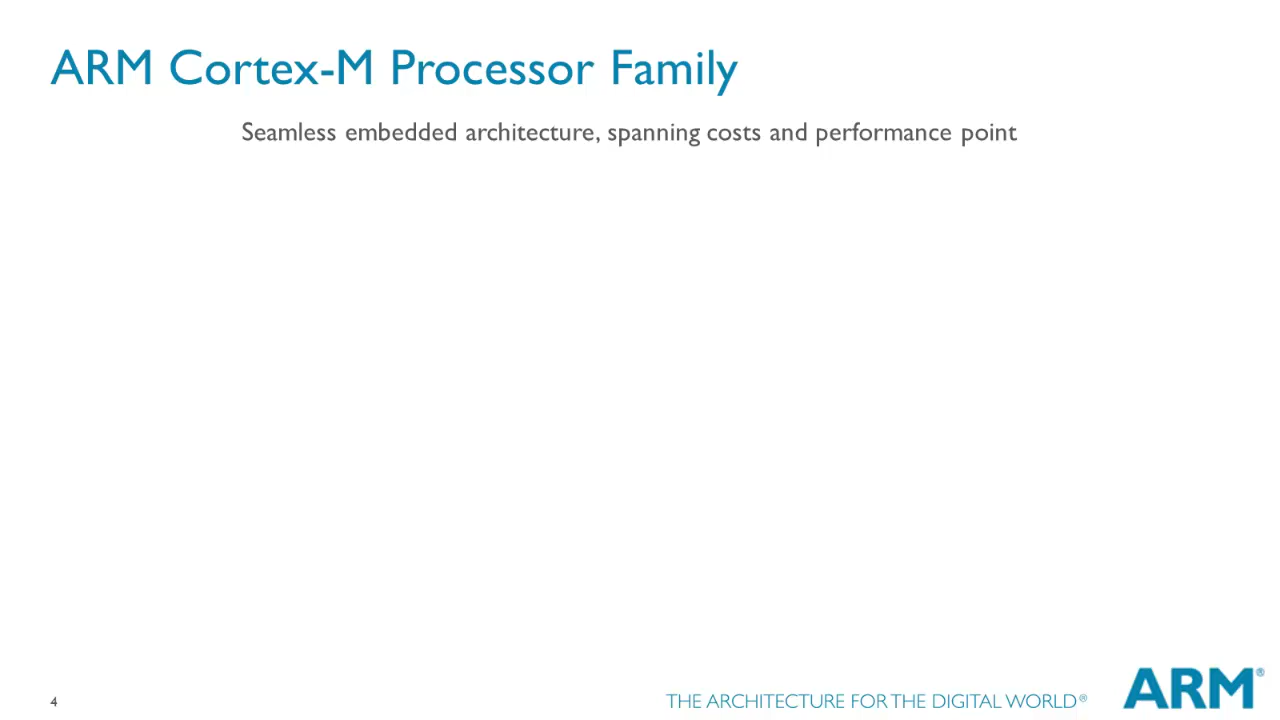 ARM Cortex-M Processor Family
Seamless embedded architecture, spanning costs and performance point
4
THE ARCHITECTURE FOR THE DIGITAL WORLD®
ARM®